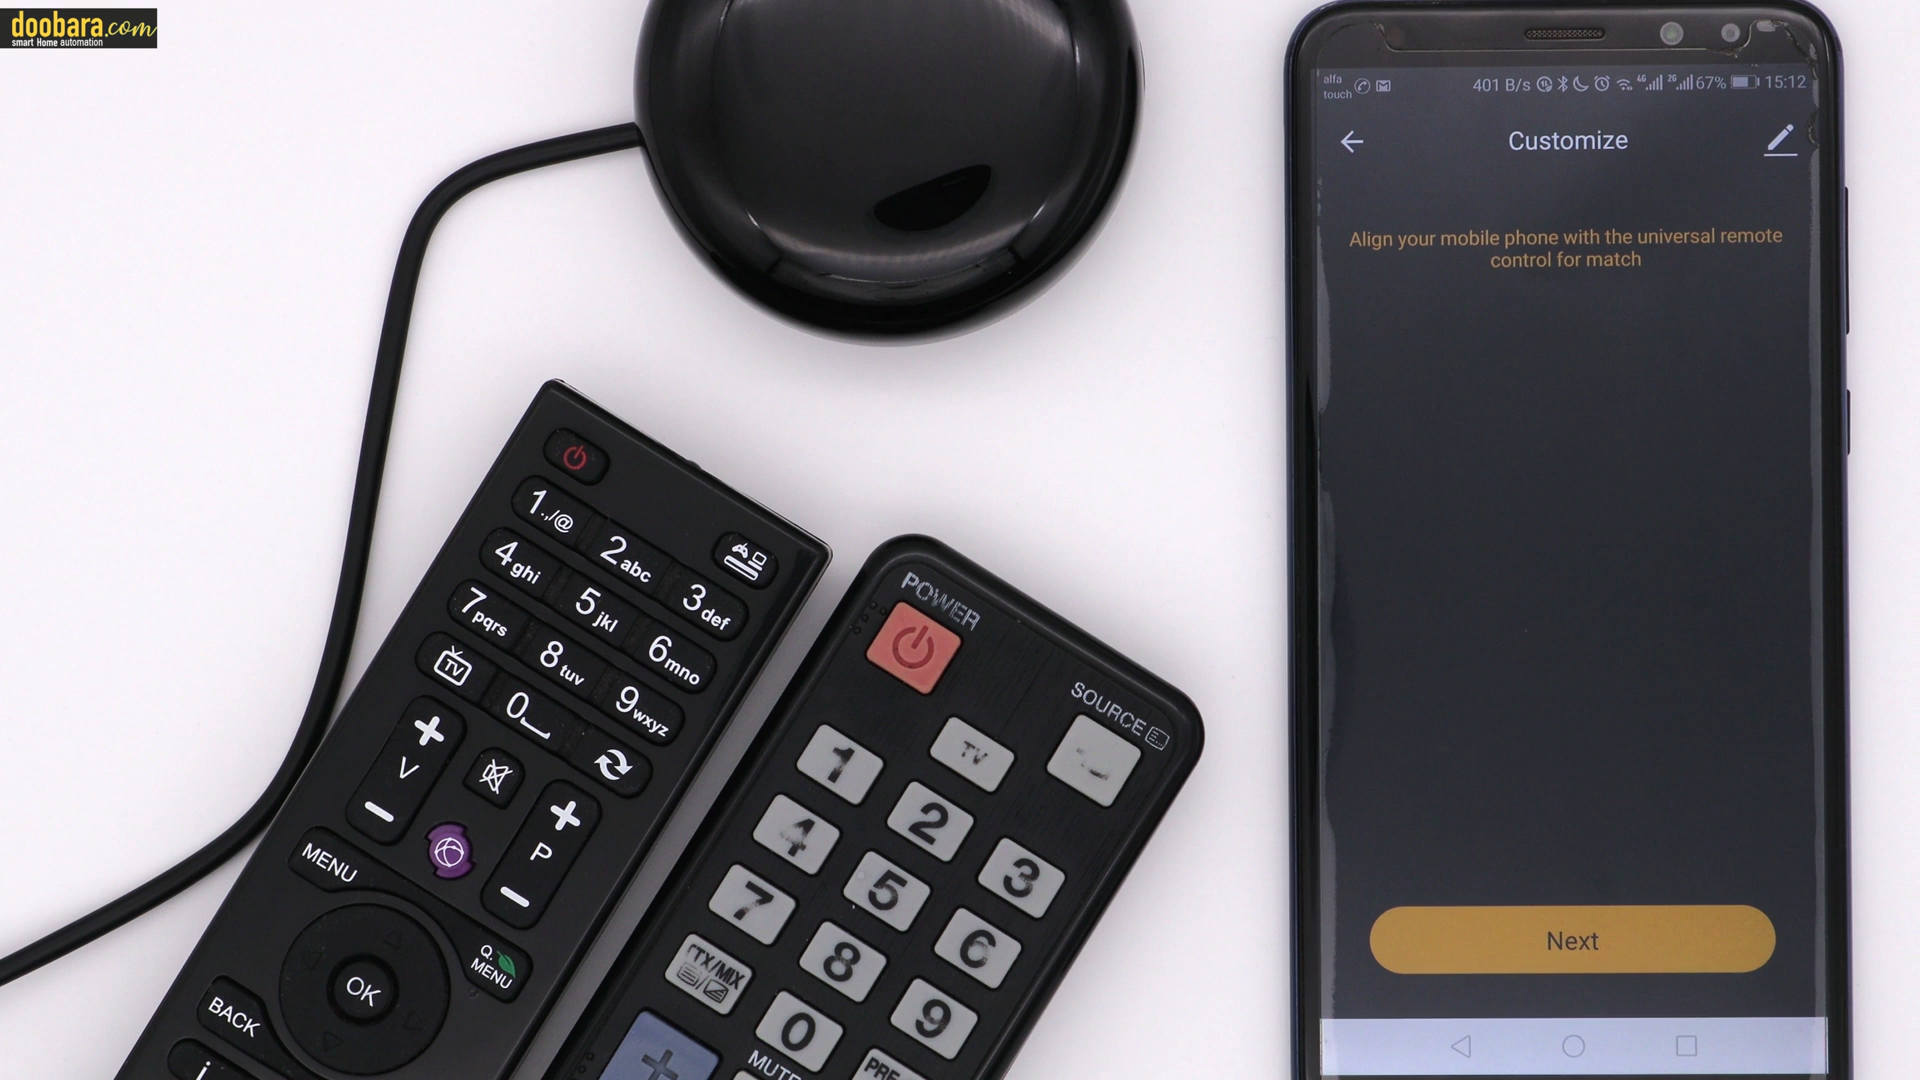 doobara.com
smart Home automation
alfa
touch
401 B/s 4G 2G 67% 15:12
Customize
Align your mobile phone with the universal remote
control for match
Next
1.,/@
2abc
3def
4ghi
5jkl
6mno
7pqrs
8tuv
9wxyz
TV
0
+
V
-
+
P
-
MENU
Q.
MENU
OK
BACK
i
POWER
SOURCE
TV
1
2
3
4
5
6
7
8
9
TTX/MIX
0
+
MUTE
PRE